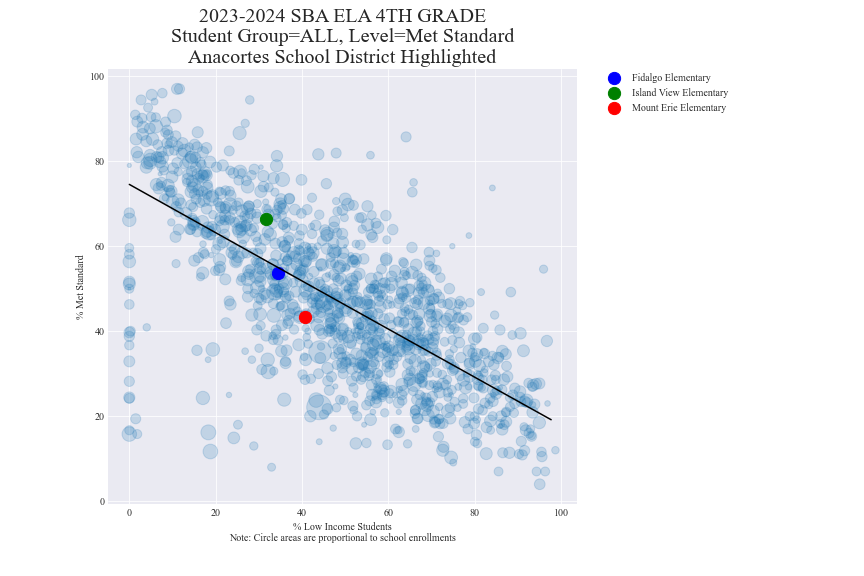 2023-2024 SBA ELA 4TH GRADE
Student Group=ALL, Level=Met Standard
Anacortes School District Highlighted
Fidalgo Elementary
Island View Elementary
Mount Erie Elementary
100
80
60
40
20
0
% Met Standard
0 20 40 60 80 100
% Low Income Students
Note: Circle areas are proportional to school enrollments